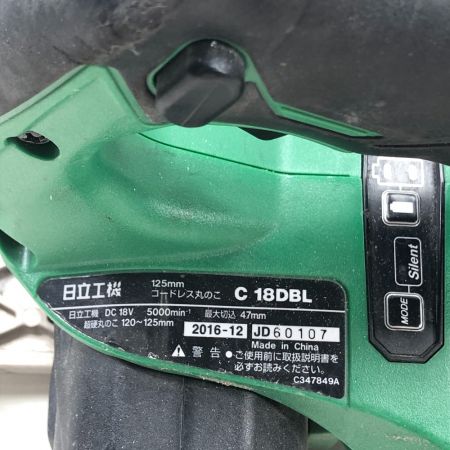 日立工機 125mm コードレス丸のこ C 18DBL
日立工機 DC 18V 5000min⁻¹ 最大切込 47mm
超硬丸のこ 120～125mm 2016-12 JD60107
Made in China
⚠ 警告 ●ご使用前に取扱説明書を
必ずお読みください。
C347849A
Silent
MODE